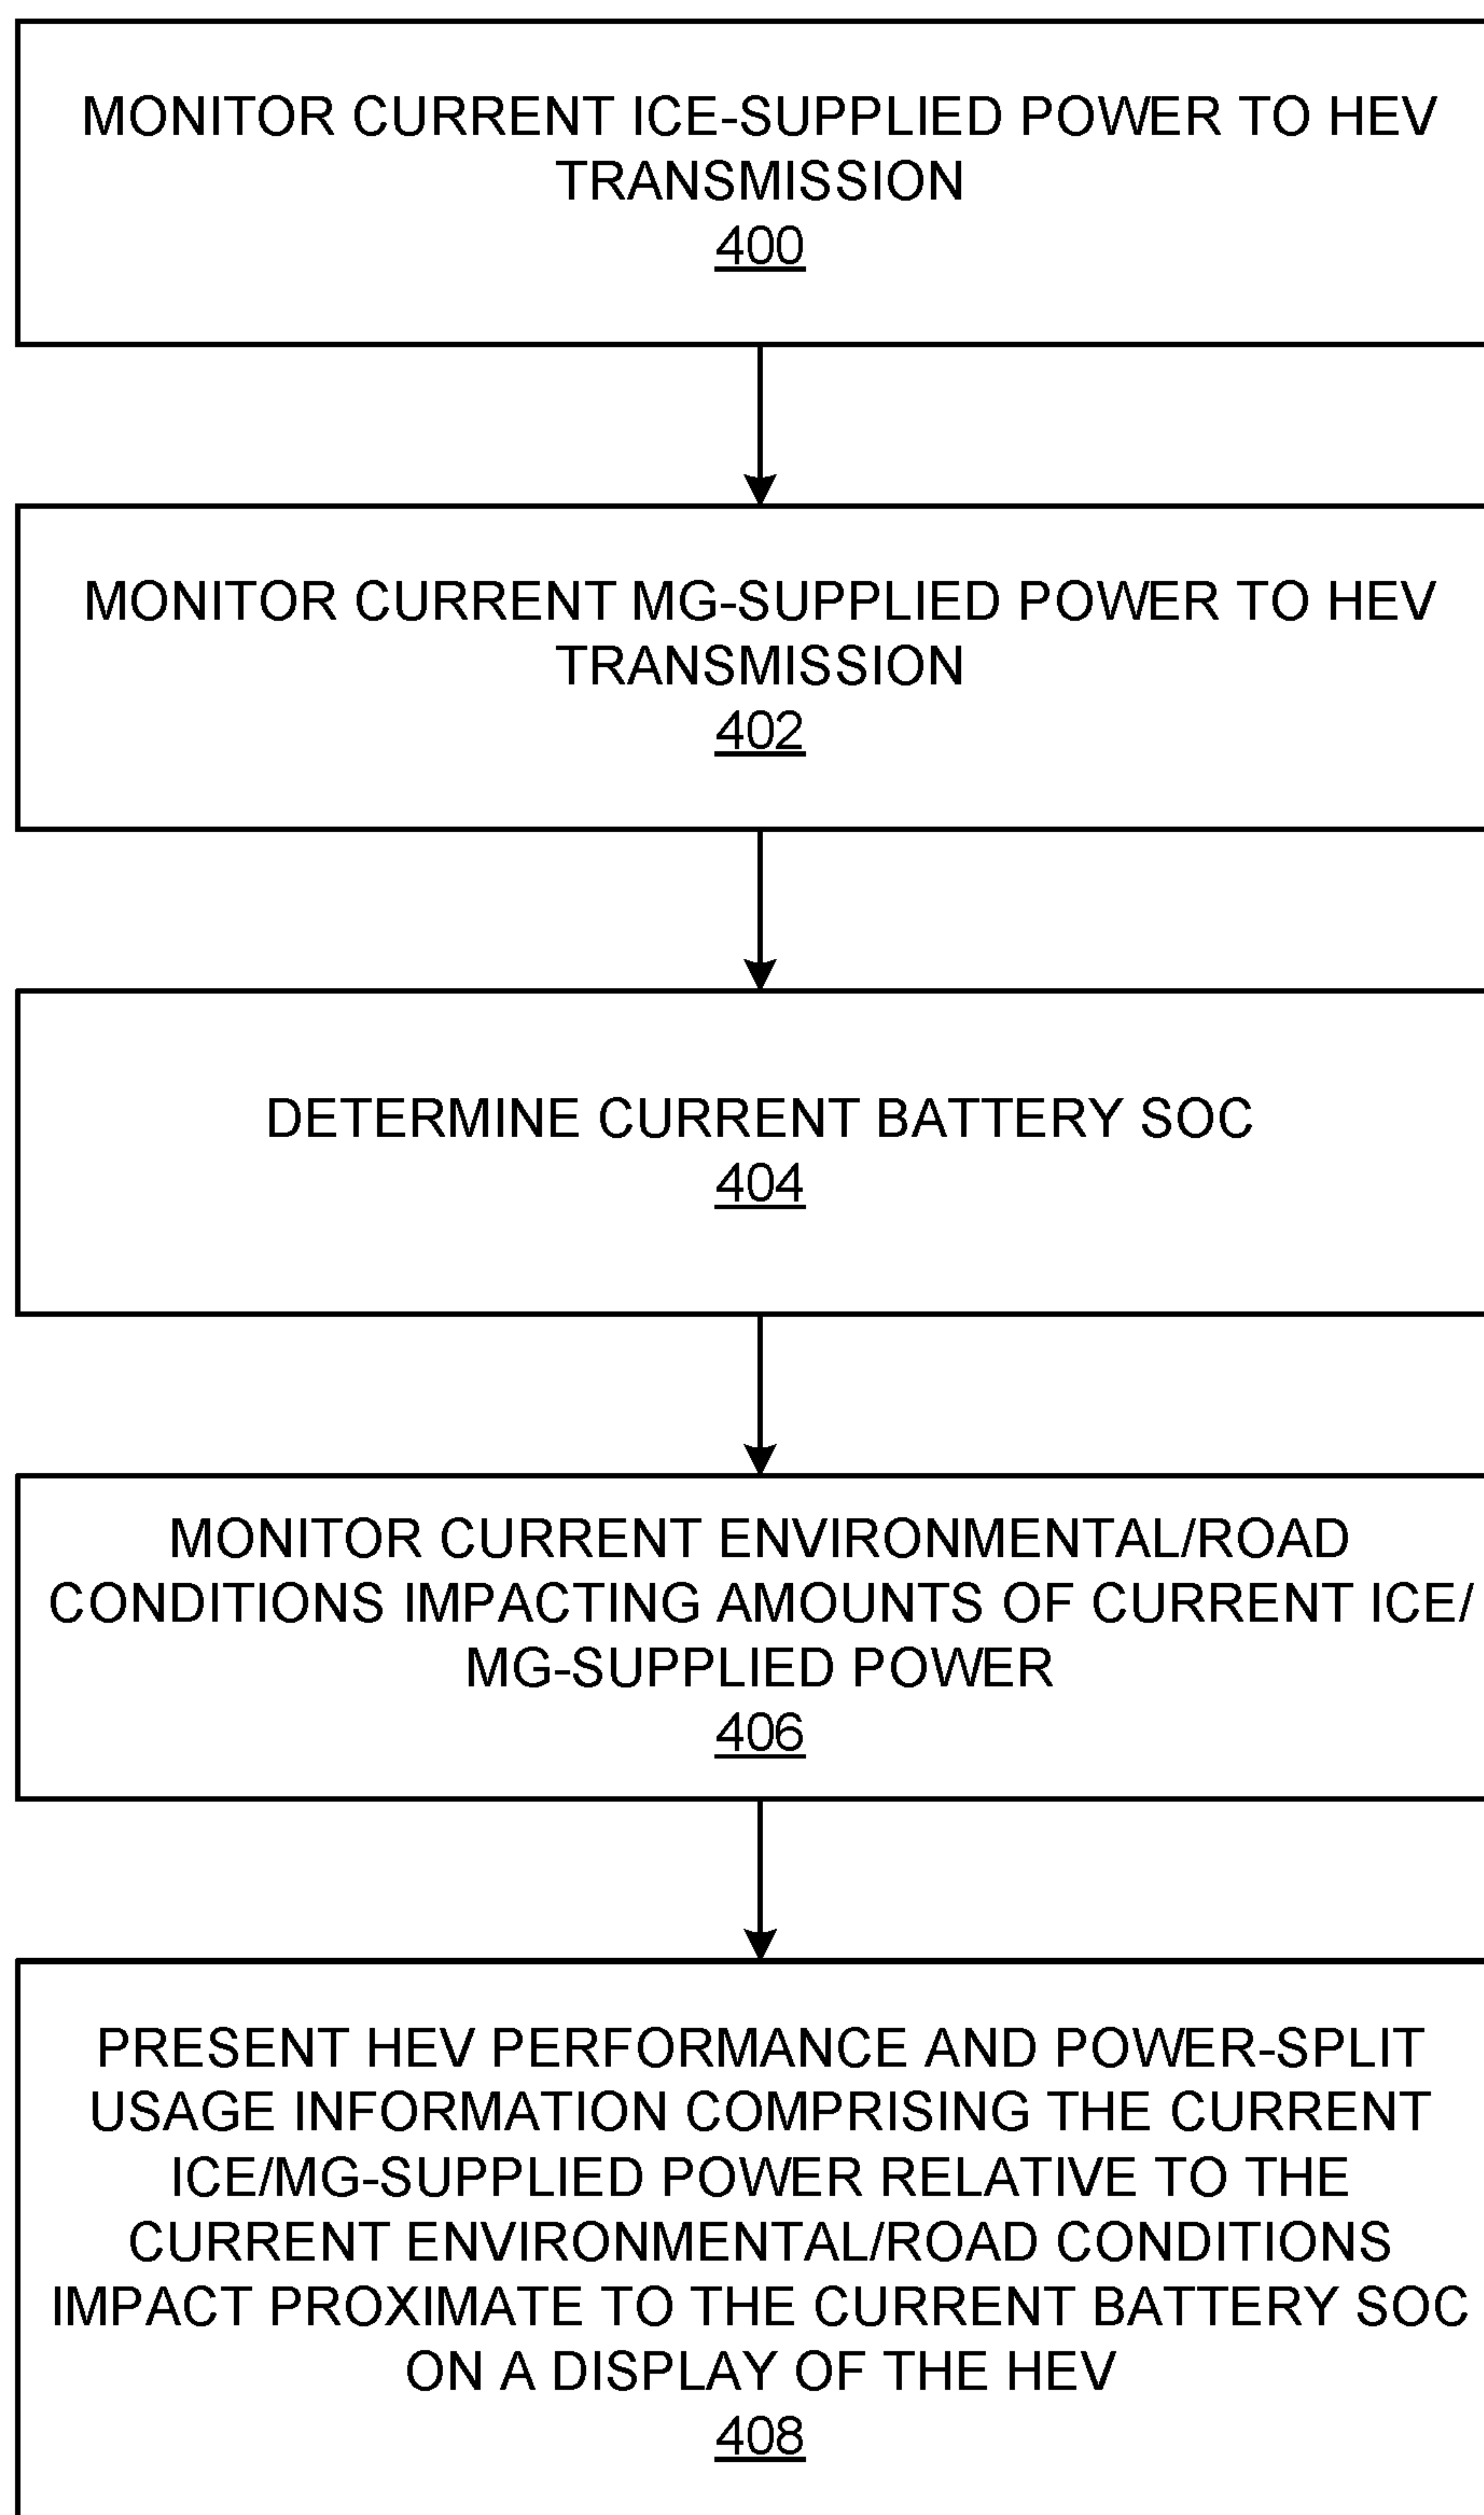 MONITOR CURRENT ICE-SUPPLIED POWER TO HEV
TRANSMISSION
400
MONITOR CURRENT MG-SUPPLIED POWER TO HEV
TRANSMISSION
402
DETERMINE CURRENT BATTERY SOC
404
MONITOR CURRENT ENVIRONMENTAL/ROAD
CONDITIONS IMPACTING AMOUNTS OF CURRENT ICE/
MG-SUPPLIED POWER
406
PRESENT HEV PERFORMANCE AND POWER-SPLIT
USAGE INFORMATION COMPRISING THE CURRENT
ICE/MG-SUPPLIED POWER RELATIVE TO THE
CURRENT ENVIRONMENTAL/ROAD CONDITIONS
IMPACT PROXIMATE TO THE CURRENT BATTERY SOC
ON A DISPLAY OF THE HEV
408